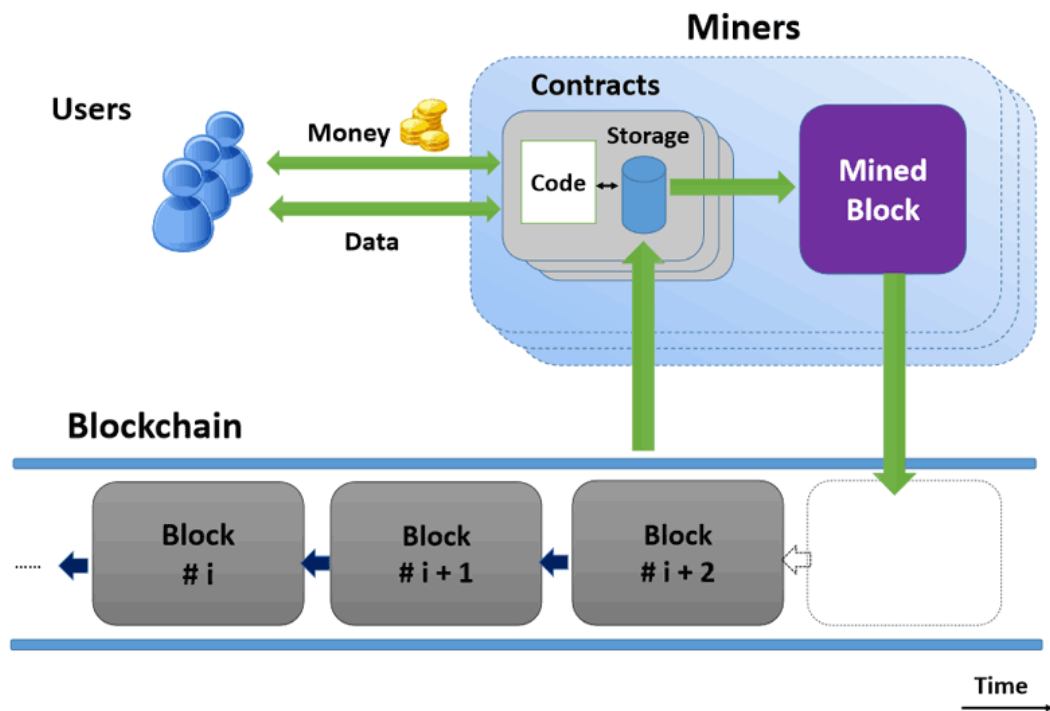 Miners
Contracts
Users
Money
Storage
Code
Mined
Block
Data
Blockchain
Block
# i
Block
# i + 1
Block
# i + 2
......
Time